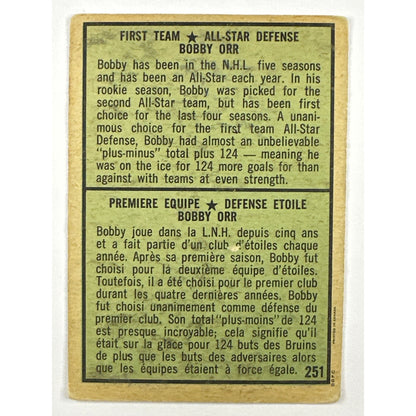 FIRST TEAM ★ ALL-STAR DEFENSE
BOBBY ORR
Bobby has been in the N.H.L. five seasons
and has been an All-Star each year. In his
rookie season, Bobby was picked for the
second All-Star team, but has been first
choice for the last four seasons. A unani-
mous choice for the first team All-Star
Defense, Bobby had almost an unbelievable
"plus-minus" total plus 124 — meaning he
was on the ice for 124 more goals for than
against with teams at even strength.
PREMIERE EQUIPE ★ DEFENSE ETOILE
BOBBY ORR
Bobby joue dans la L.N.H. depuis cinq ans
et a fait partie d'un club d'étoiles chaque
année. Après sa première saison, Bobby fut
choisi pour la deuxième équipe d'étoiles.
Toutefois, il a été choisi pour le premier club
durant les quatre dernières années. Bobby
fut choisi unanimement comme défense du
premier club. Son total "plus-moins" de 124
est presque incroyable; cela signifie qu'il
était sur la glace pour 124 buts des Bruins
de plus que les buts des adversaires alors
que les équipes étaient à force égale.
251